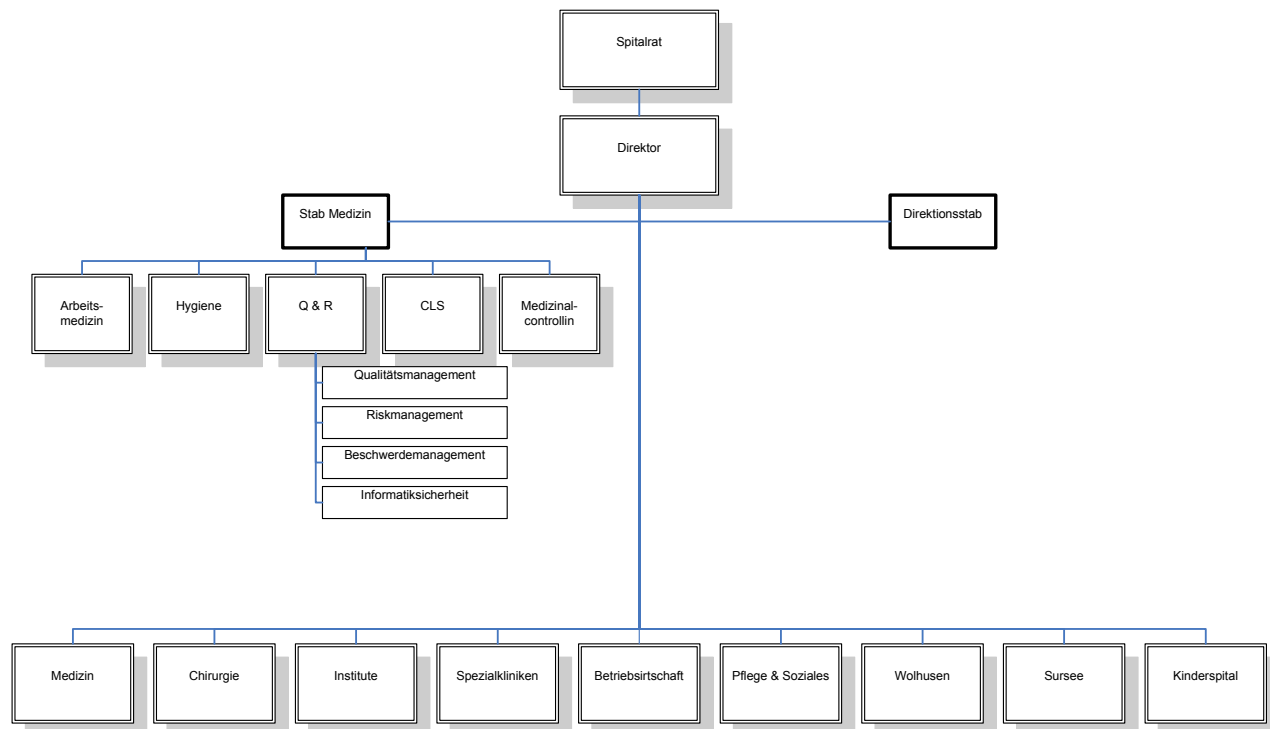 Spitalrat
Direktor
Stab Medizin
Direktionsstab
Arbeits-
medizin
Hygiene
Q & R
CLS
Medizinal-
controllin
Qualitätsmanagement
Riskmanagement
Beschwerdemanagement
Informatiksicherheit
Medizin
Chirurgie
Institute
Spezialkliniken
Betriebsirtschaft
Pflege & Soziales
Wolhusen
Sursee
Kinderspital